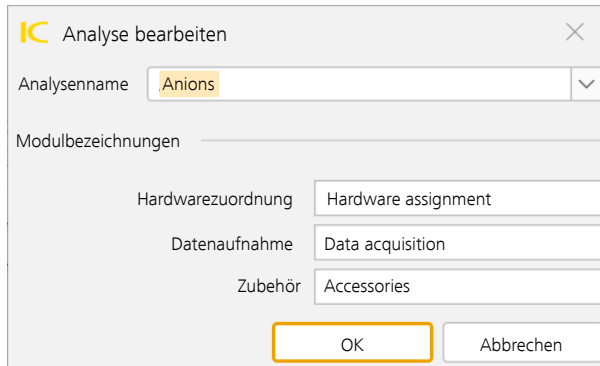 IC Analyse bearbeiten
Analysenname Anions
Modulbezeichnungen
Hardwarezuordnung Hardware assignment
Datenaufnahme Data acquisition
Zubehör Accessories
OK Abbrechen